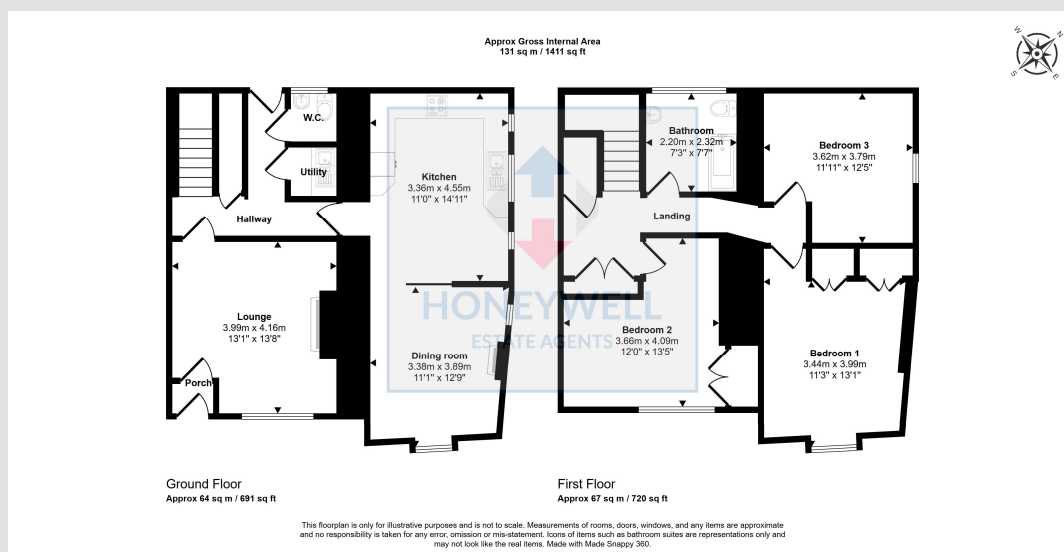 Approx Gross Internal Area
131 sq m / 1411 sq ft
N
W
E
S
W.C.
Utility
Kitchen
3.36m x 4.55m
11'0" x 14'11"
Hallway
Lounge
3.99m x 4.16m
13'1" x 13'8"
Porch
Dining room
3.38m x 3.89m
11'1" x 12'9"
Bathroom
2.20m x 2.32m
7'3" x 7'7"
Bedroom 3
3.62m x 3.79m
11'11" x 12'5"
Landing
Bedroom 2
3.66m x 4.09m
12'0" x 13'5"
Bedroom 1
3.44m x 3.99m
11'3" x 13'1"
HONEYWELL
ESTATE AGENTS
Ground Floor
Approx 64 sq m / 691 sq ft
First Floor
Approx 67 sq m / 720 sq ft
This floorplan is only for illustrative purposes and is not to scale. Measurements of rooms, doors, windows, and any items are approximate
and no responsibility is taken for any error, omission or mis-statement. Icons of items such as bathroom suites are representations only and
may not look like the real items. Made with Made Snappy 360.